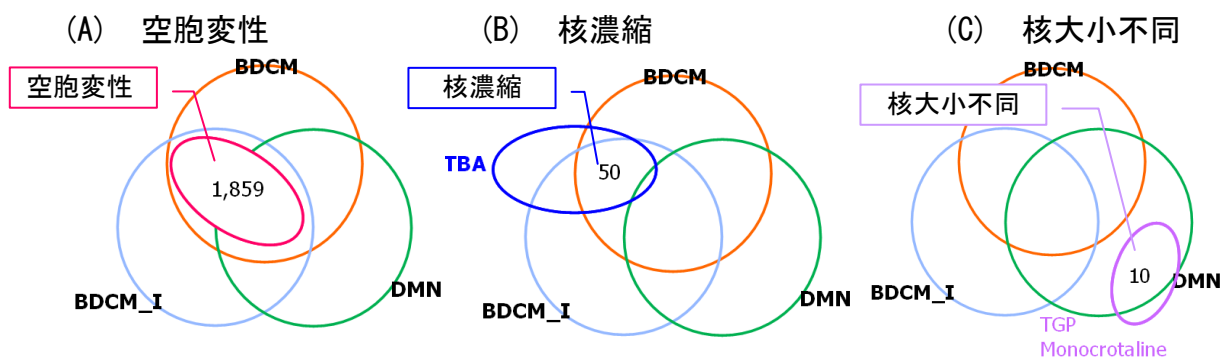 (A) 空胞変性
空胞変性
BDCM
1,859
BDCM_I
DMN
(B) 核濃縮
核濃縮
BDCM
TBA
50
BDCM_I
DMN
(C) 核大小不同
BDCM
核大小不同
10
BDCM_I
DMN
TGP
Monocrotaline